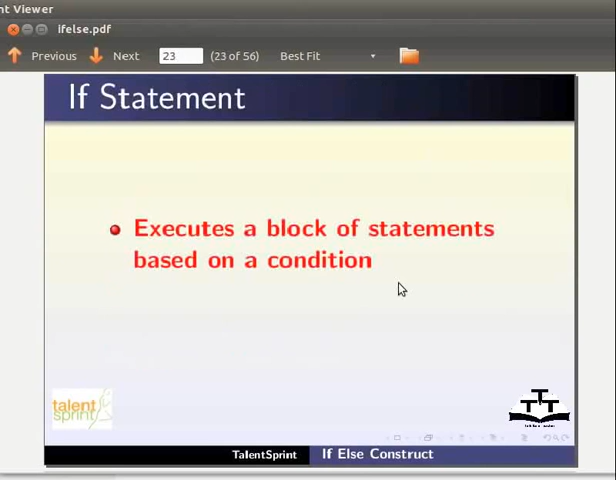 nt Viewer
ifelse.pdf
Previous Next 23 (23 of 56) Best Fit
If Statement
Executes a block of statements
based on a condition
talent
sprint
TTT
TalentSprint If Else Construct